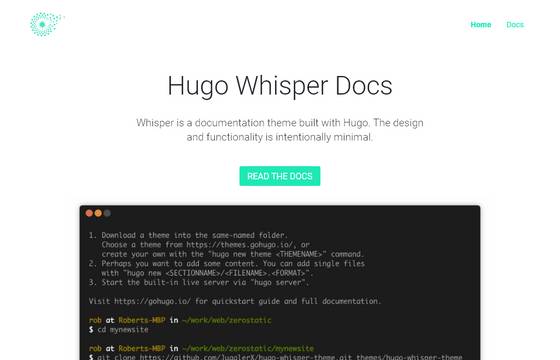 Home Docs
Hugo Whisper Docs
Whisper is a documentation theme built with Hugo. The design
and functionality is intentionally minimal.
READ THE DOCS
1. Download a theme into the same-named folder.
Choose a theme from https://themes.gohugo.io/, or
create your own with the "hugo new theme <THEMENAME>" command.
2. Perhaps you want to add some content. You can add single files
with "hugo new <SECTIONNAME>/<FILENAME>.<FORMAT>".
3. Start the built-in live server via "hugo server".
Visit https://gohugo.io/ for quickstart guide and full documentation.
rob at Roberts-MBP in ~/work/web/zerostatic
$ cd mynewsite
rob at Roberts-MBP in ~/work/web/zerostatic/mynewsite
$ git clone https://github.com/JugglerX/hugo-whisper-theme.git themes/hugo-whisper-theme